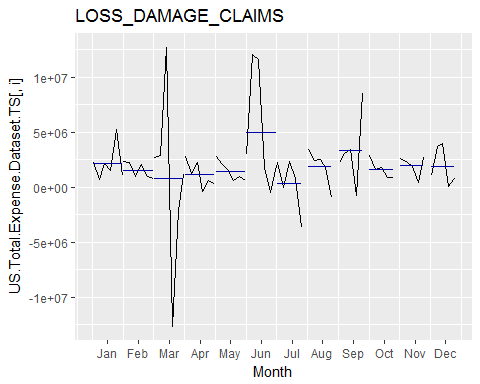 LOSS_DAMAGE_CLAIMS
US.Total.Expense.Dataset.TS[, i]
1e+07
5e+06
0e+00
-5e+06
-1e+07
Jan Feb Mar Apr May Jun Jul Aug Sep Oct Nov Dec
Month